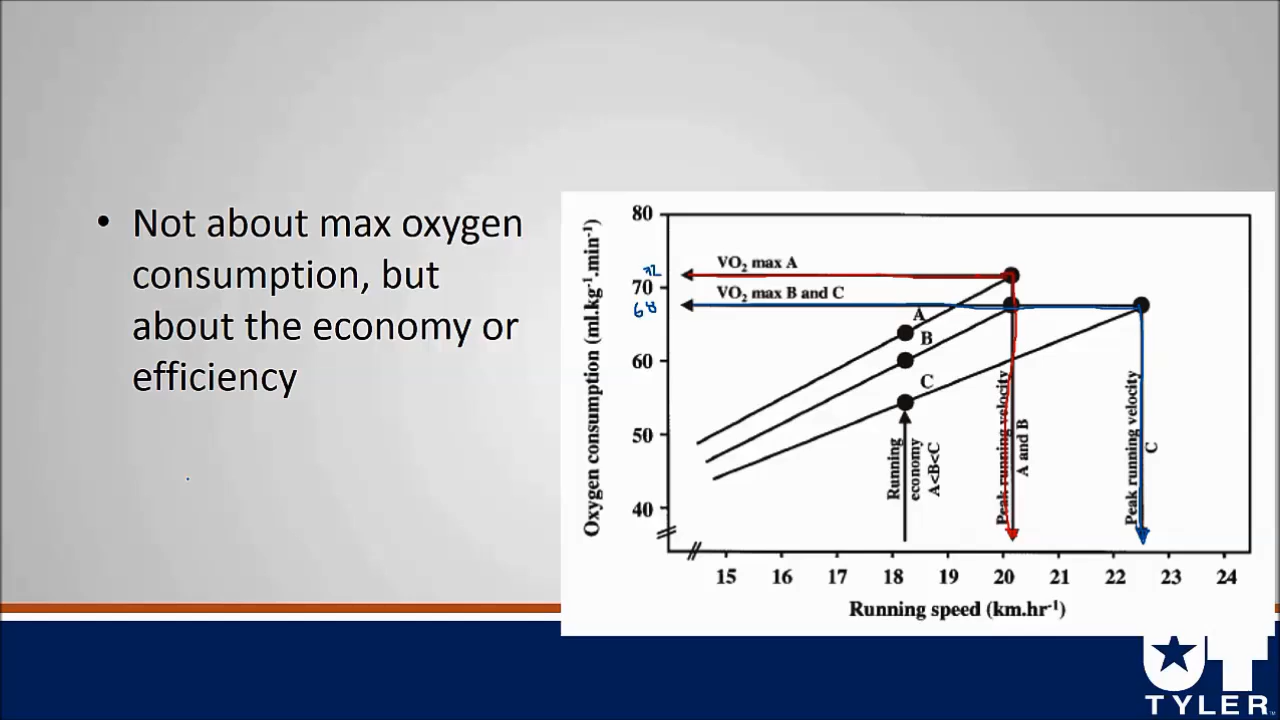 • Not about max oxygen
consumption, but
about the economy or
efficiency
Oxygen consumption (ml.kg⁻¹.min⁻¹)
80
72
70
68
60
50
40
VO₂ max A
VO₂ max B and C
A
B
C
Running
economy
A<B<C
Peak running velocity
A and B
Peak running velocity
C
15 16 17 18 19 20 21 22 23 24
Running speed (km.hr⁻¹)
UT
TYLER